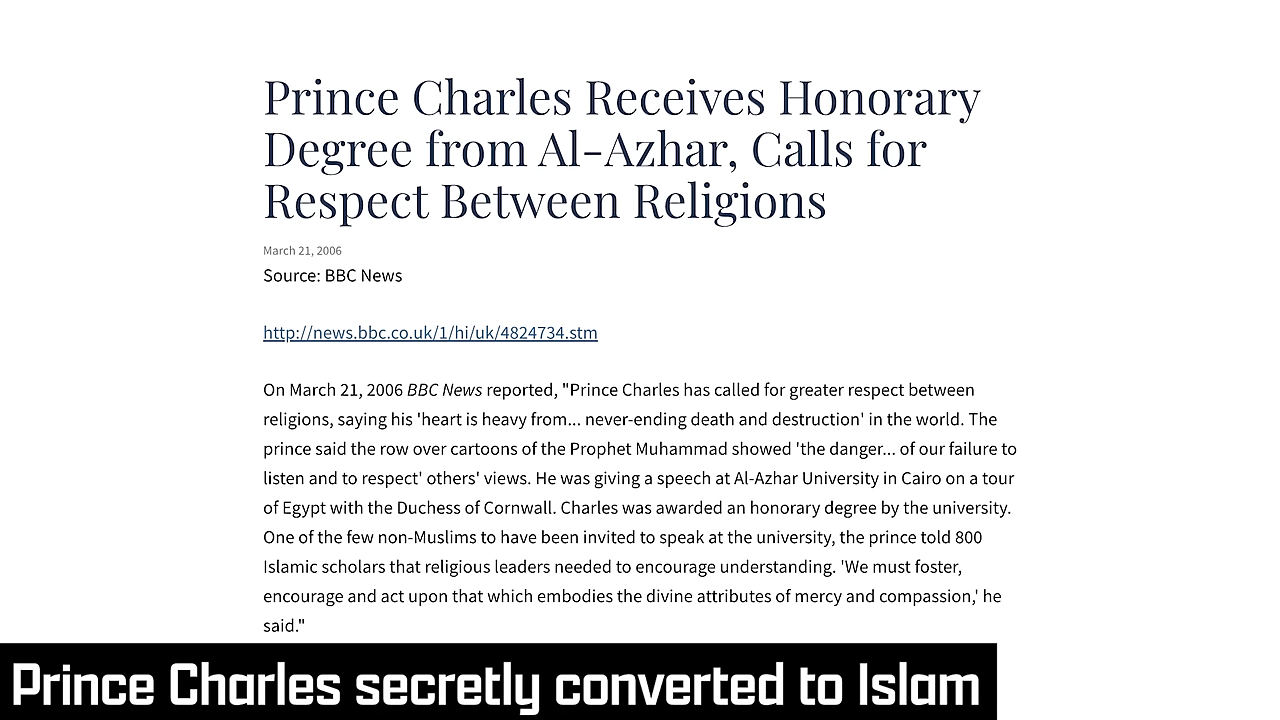 Prince Charles Receives Honorary
Degree from Al-Azhar, Calls for
Respect Between Religions
March 21, 2006
Source: BBC News
http://news.bbc.co.uk/1/hi/uk/4824734.stm
On March 21, 2006 BBC News reported, "Prince Charles has called for greater respect between
religions, saying his 'heart is heavy from... never-ending death and destruction' in the world. The
prince said the row over cartoons of the Prophet Muhammad showed 'the danger... of our failure to
listen and to respect' others' views. He was giving a speech at Al-Azhar University in Cairo on a tour
of Egypt with the Duchess of Cornwall. Charles was awarded an honorary degree by the university.
One of the few non-Muslims to have been invited to speak at the university, the prince told 800
Islamic scholars that religious leaders needed to encourage understanding. 'We must foster,
encourage and act upon that which embodies the divine attributes of mercy and compassion,' he
said."
Prince Charles secretly converted to Islam